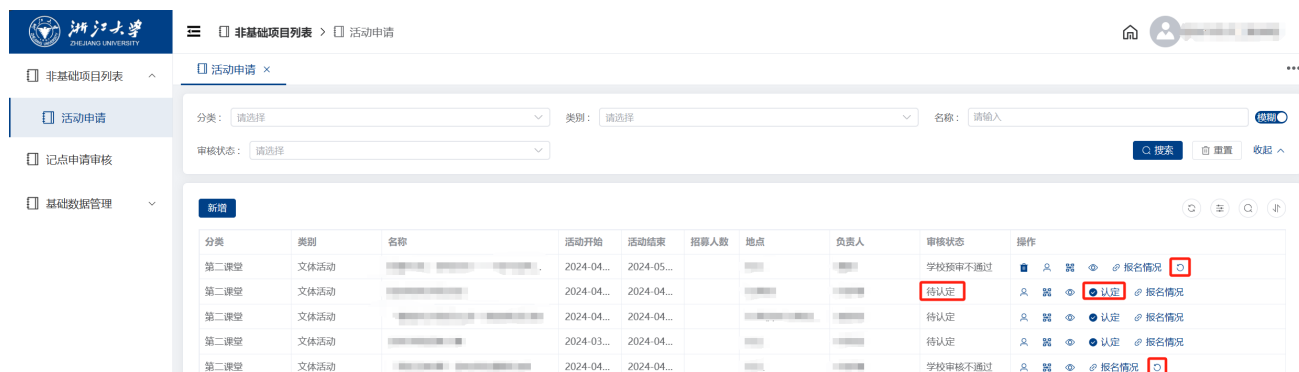 浙江大学 ZHEJIANG UNIVERSITY 非基础项目列表 > 活动申请
非基础项目列表 活动申请 ×
活动申请
记点申请审核
基础数据管理
分类： 请选择 类别： 请选择 名称： 请输入 模糊
审核状态： 请选择 搜索 重置 收起
新增
分类 类别 名称 活动开始 活动结束 招募人数 地点 负责人 审核状态 操作
第二课堂 文体活动 2024-04... 2024-05... 学校预审不通过 报名情况
第二课堂 文体活动 2024-04... 2024-04... 待认定 认定 报名情况
第二课堂 文体活动 2024-04... 2024-04... 待认定 认定 报名情况
第二课堂 文体活动 2024-03... 2024-04... 待认定 认定 报名情况
第二课堂 文体活动 2024-04... 2024-04... 学校审核不通过 报名情况